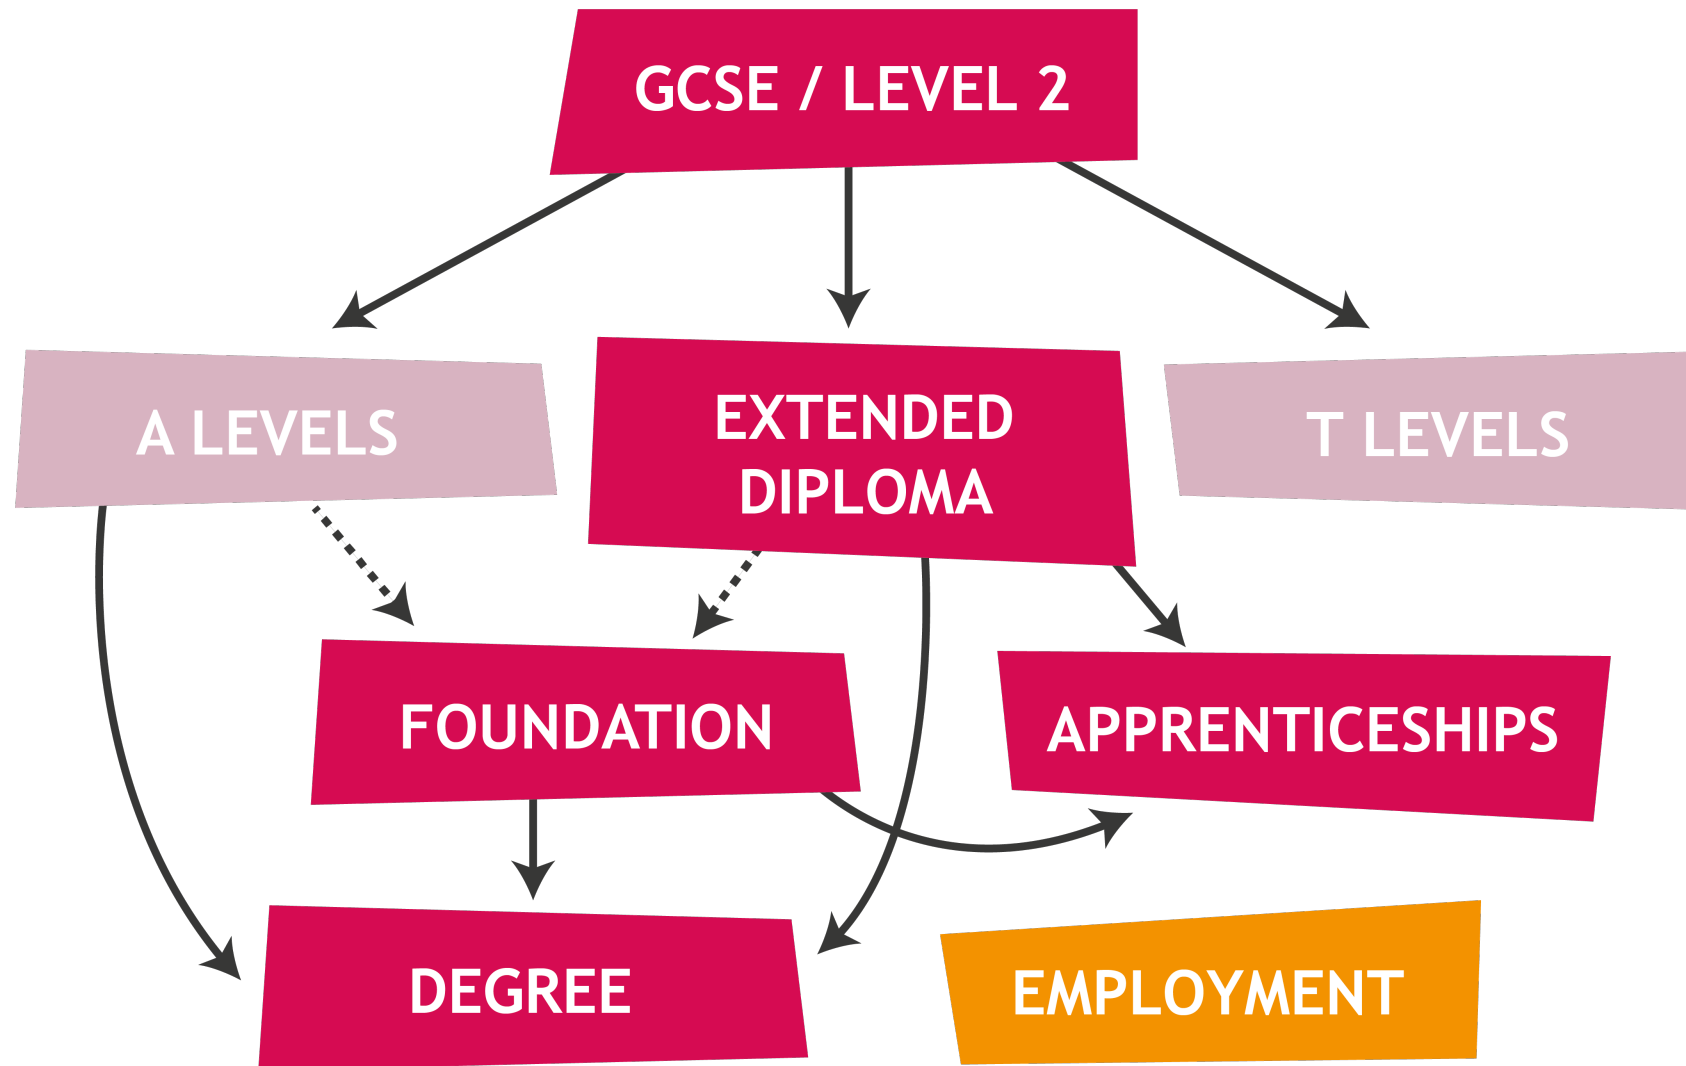 GCSE / LEVEL 2
A LEVELS
EXTENDED
DIPLOMA
T LEVELS
FOUNDATION
APPRENTICESHIPS
DEGREE
EMPLOYMENT